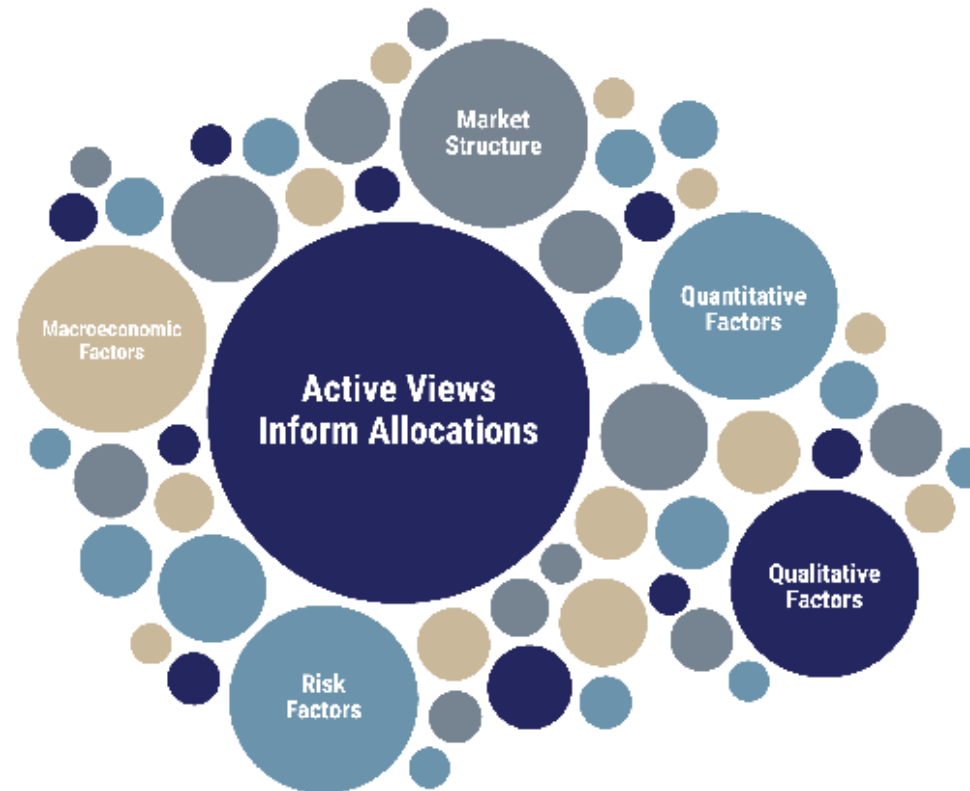 Market
Structure
Quantitative
Factors
Macroeconomic
Factors
Active Views
Inform Allocations
Qualitative
Factors
Risk
Factors